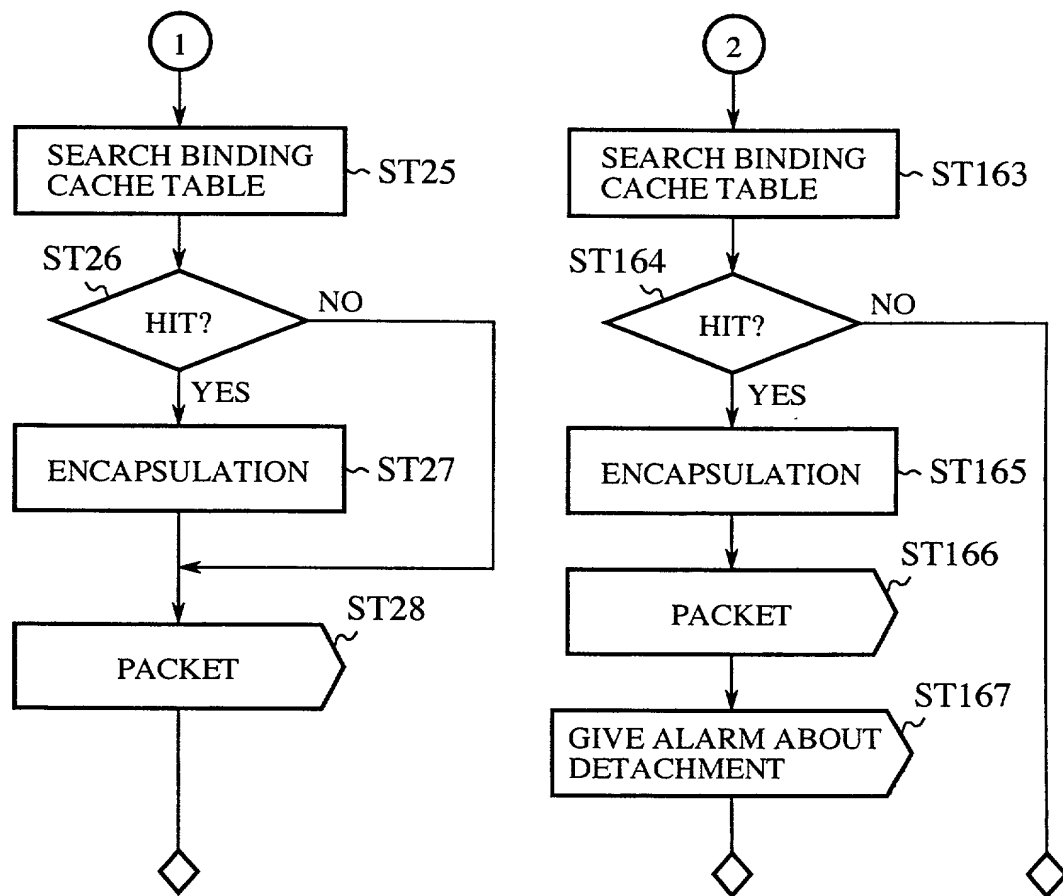 1
SEARCH BINDING
CACHE TABLE
ST25
ST26
HIT?
NO
YES
ENCAPSULATION
ST27
ST28
PACKET
2
SEARCH BINDING
CACHE TABLE
ST163
ST164
HIT?
NO
YES
ENCAPSULATION
ST165
ST166
PACKET
ST167
GIVE ALARM ABOUT
DETACHMENT